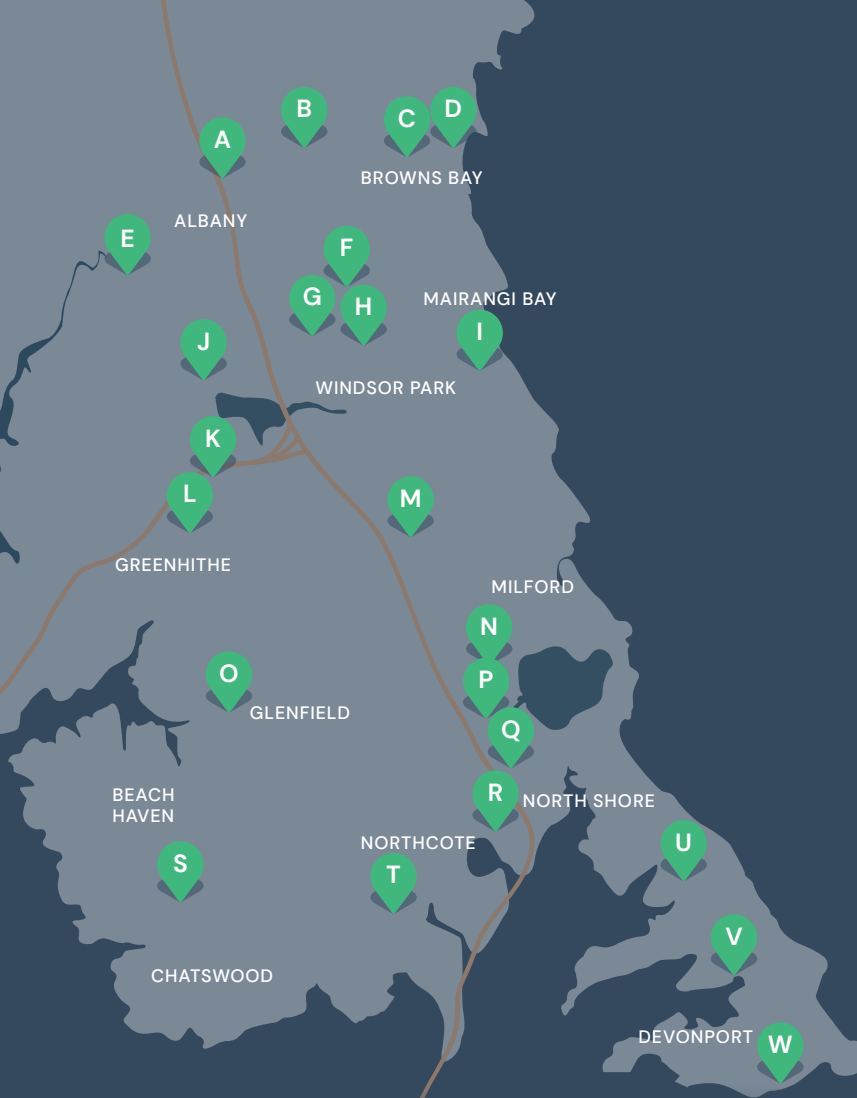 B
D
C
A
BROWNS BAY
ALBANY
E
F
G
MAIRANGI BAY
H
I
J
WINDSOR PARK
K
L
M
GREENHITHE
MILFORD
N
O
P
GLENFIELD
Q
BEACH
HAVEN
R
NORTH SHORE
NORTHCOTE
U
S
T
V
CHATSWOOD
DEVONPORT
W